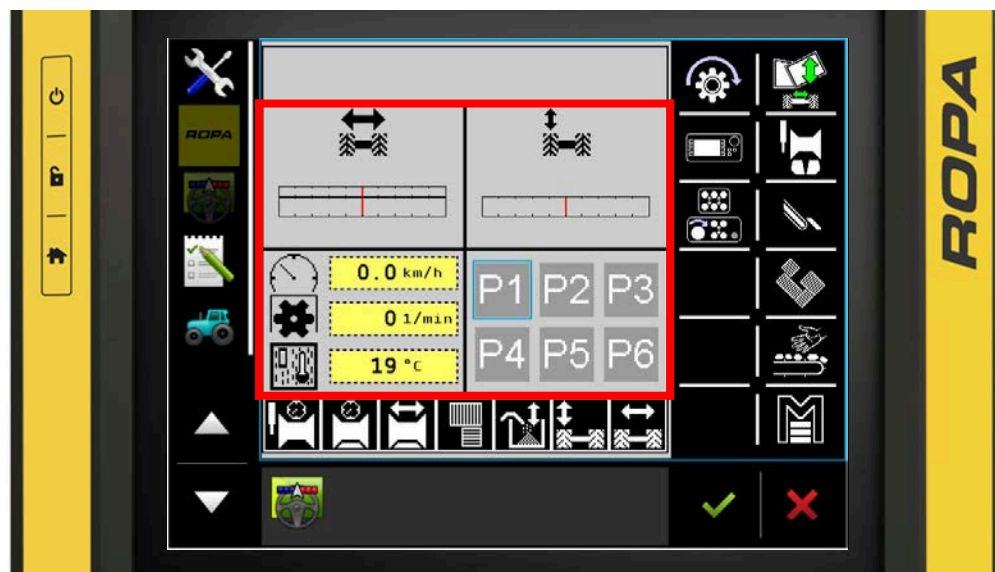 ROPA
0.0 km/h
0 1/min
19 °C
P1 P2 P3
P4 P5 P6
ROPA